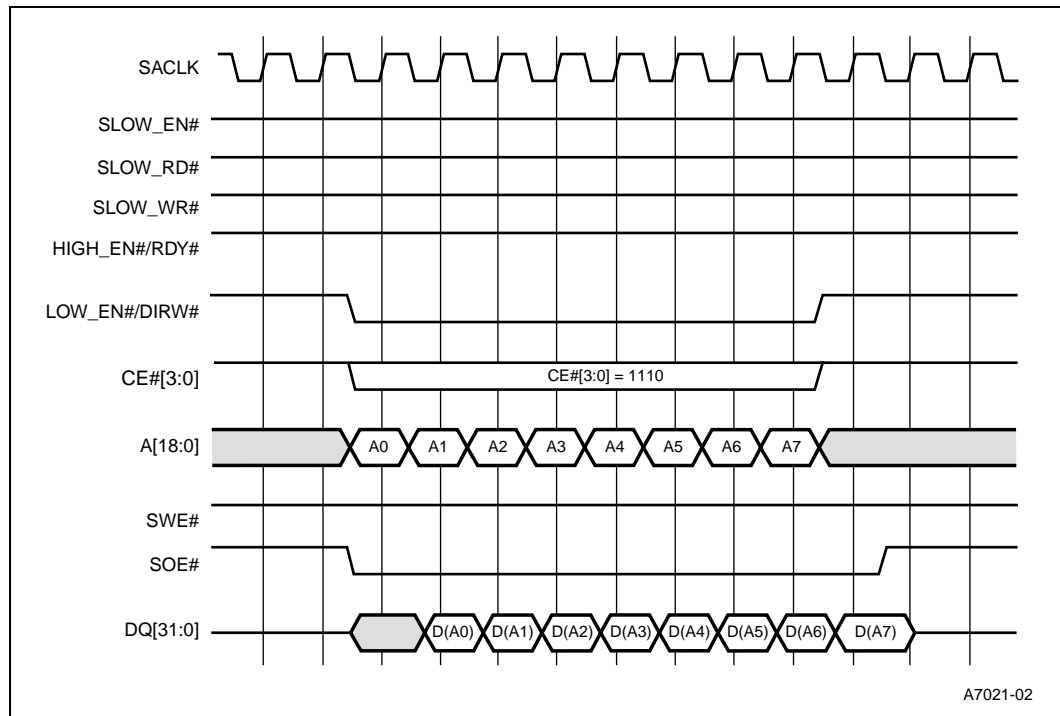 SACLK
SLOW_EN#
SLOW_RD#
SLOW_WR#
HIGH_EN#/RDY#
LOW_EN#/DIRW#
CE#[3:0]
CE#[3:0] = 1110
A[18:0]
A0 A1 A2 A3 A4 A5 A6 A7
SWE#
SOE#
DQ[31:0]
D(A0) D(A1) D(A2) D(A3) D(A4) D(A5) D(A6) D(A7)
A7021-02